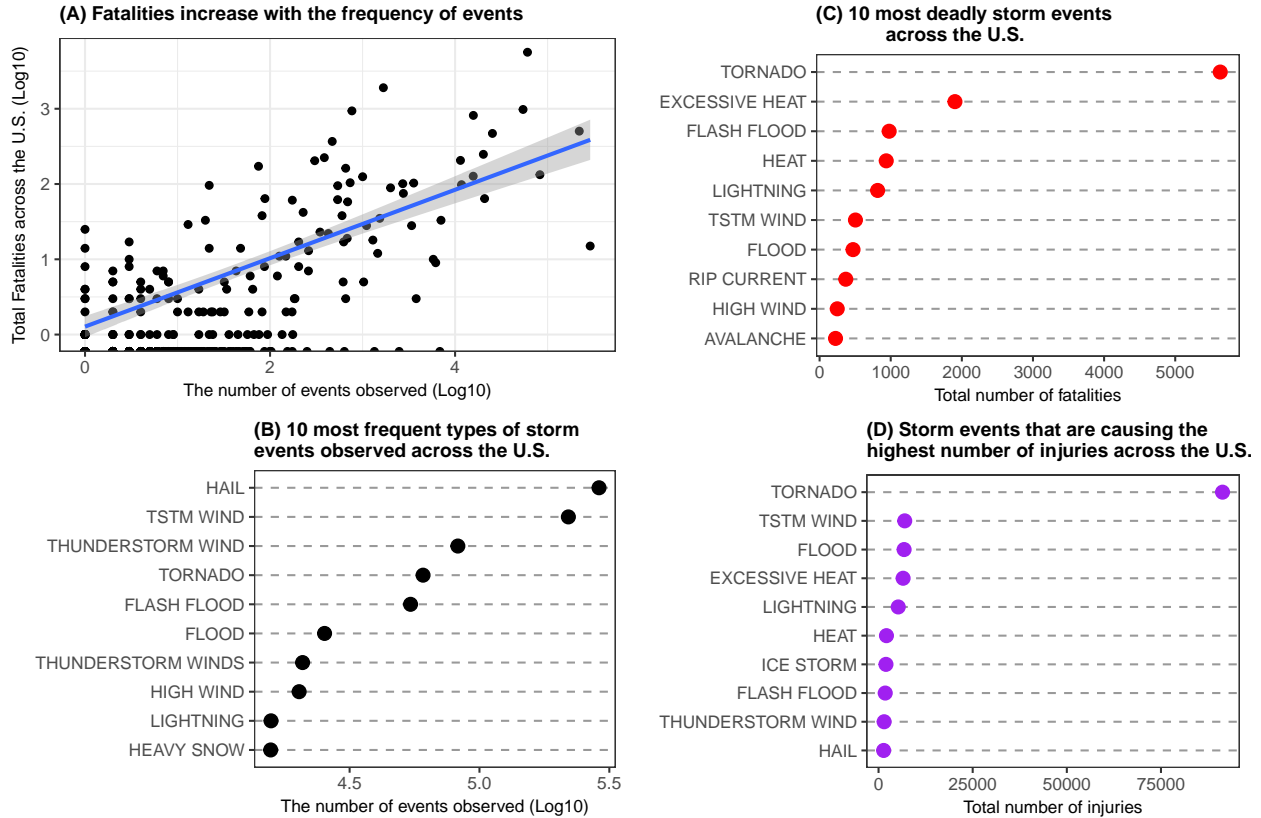 (A) Fatalities increase with the frequency of events
Total Fatalities across the U.S. (Log10)
3
2
1
0
0 2 4
The number of events observed (Log10)
(C) 10 most deadly storm events
across the U.S.
TORNADO
EXCESSIVE HEAT
FLASH FLOOD
HEAT
LIGHTNING
TSTM WIND
FLOOD
RIP CURRENT
HIGH WIND
AVALANCHE
0 1000 2000 3000 4000 5000
Total number of fatalities
(B) 10 most frequent types of storm
events observed across the U.S.
HAIL
TSTM WIND
THUNDERSTORM WIND
TORNADO
FLASH FLOOD
FLOOD
THUNDERSTORM WINDS
HIGH WIND
LIGHTNING
HEAVY SNOW
4.5 5.0 5.5
The number of events observed (Log10)
(D) Storm events that are causing the
highest number of injuries across the U.S.
TORNADO
TSTM WIND
FLOOD
EXCESSIVE HEAT
LIGHTNING
HEAT
ICE STORM
FLASH FLOOD
THUNDERSTORM WIND
HAIL
0 25000 50000 75000
Total number of injuries